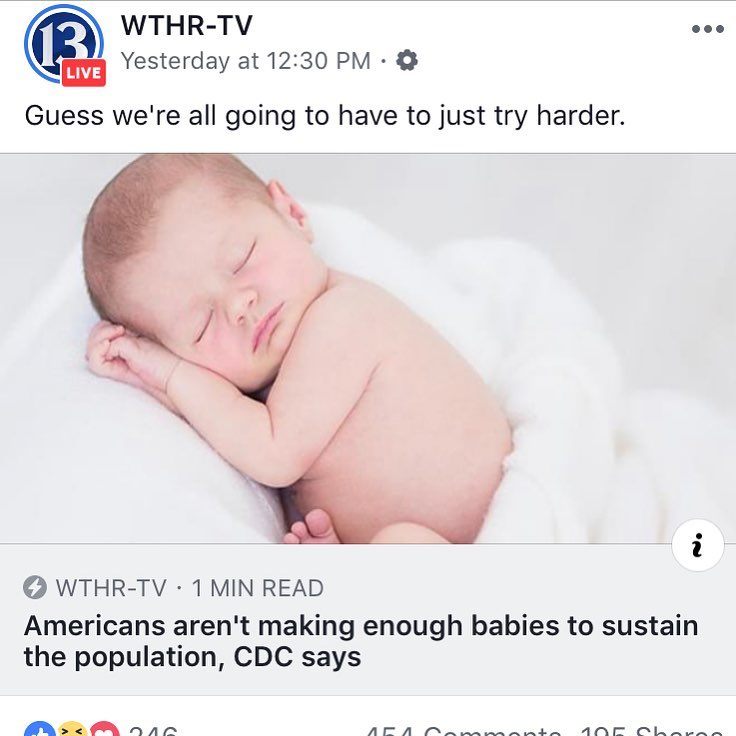 13
LIVE
WTHR-TV
Yesterday at 12:30 PM ·
Guess we're all going to have to just try harder.
i
WTHR-TV · 1 MIN READ
Americans aren't making enough babies to sustain
the population, CDC says
246 454 Comments 195 Shares